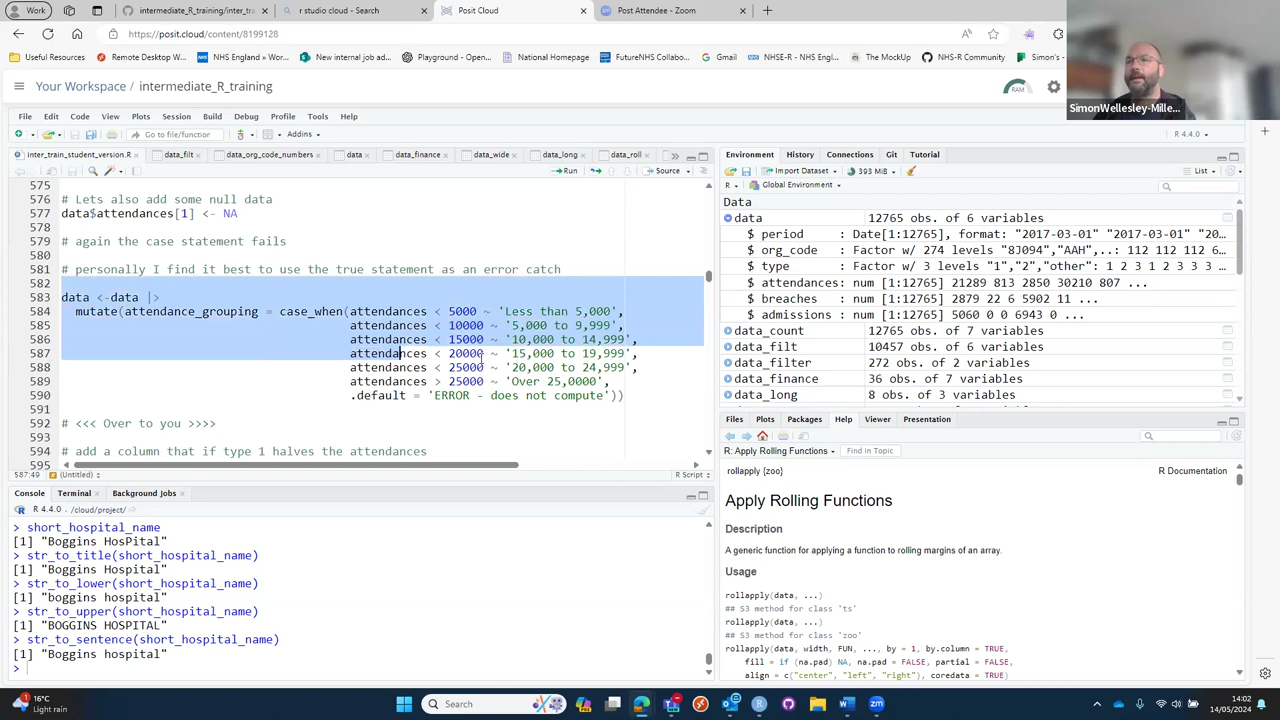 Work
intermediate_R_training/inter_tra
r studio cloud - Search
Posit Cloud
Post Attendee - Zoom
https://posit.cloud/content/8199128
Useful Resources
Remote Desktop W...
NHS England » Wor...
New internal job ad...
Playground - Open...
National Homepage
FutureNHS Collabo...
Gmail
NHSE-R - NHS Eng...
The MockUp
NHS-R Community
Simon's -
SimonWellesley-Mille...
Your Workspace / intermediate_R_training
RAM
File Edit Code View Plots Session Build Debug Profile Tools Help
Go to file/function
Addins
R 4.4.0
inter_train_student_version.R
data_filt
data_org_code_numbers
data
data_finance
data_wide
data_long
data_roll
Run
Source
575
576 # Lets also add some null data
577 data$attendances[1] <- NA
578
579 # again the case statement fails
580
581 # personally I find it best to use the true statement as an error catch
582
583 data <-data |>
584 mutate(attendance_grouping = case_when(attendances < 5000 ~ 'Less than 5,000',
585 attendances < 10000 ~ '5,000 to 9,999',
586 attendances < 15000 ~ '10,000 to 14,999',
587 attendances < 20000 ~ '15,000 to 19,999',
588 attendances < 25000 ~ '20,000 to 24,999',
589 attendances > 25000 ~ 'Over 25,0000',
590 .default = 'ERROR - does not compute'))
591
592 # <<< Over to you >>>>
593
594 # add a column that if type 1 halves the attendances
595
587:49 (Untitled)
R Script
Console Terminal Background Jobs
R 4.4.0 · /cloud/project/
> short_hospital_name
[1] "Boggins HosPital"
> str_to_title(short_hospital_name)
[1] "Boggins Hospital"
> str_to_lower(short_hospital_name)
[1] "boggins hospital"
> str_to_upper(short_hospital_name)
[1] "BOGGINS HOSPITAL"
> str_to_sentence(short_hospital_name)
[1] "Boggins hospital"
>
Environment History Connections Git Tutorial
Import Dataset
393 MiB
List
R
Global Environment
Data
data 12765 obs. of 6 variables
$ period : Date[1:12765], format: "2017-03-01" "2017-03-01" "20...
$ org_code : Factor w/ 274 levels "8J094","AAH",..: 112 112 112 6...
$ type : Factor w/ 3 levels "1","2","other": 1 2 3 1 2 3 3 3 ...
$ attendances: num [1:12765] 21289 813 2850 30210 807 ...
$ breaches : num [1:12765] 2879 22 6 5902 11 ...
$ admissions : num [1:12765] 5060 0 0 6943 0 ...
data_count 12765 obs. of 7 variables
data_filt 10457 obs. of 6 variables
data_filter 272 obs. of 2 variables
data_finance 36 obs. of 7 variables
data_long 8 obs. of 3 variables
Files Plots Packages Help Viewer Presentation
R: Apply Rolling Functions
Find in Topic
rollapply {zoo}
R Documentation
Apply Rolling Functions
Description
A generic function for applying a function to rolling margins of an array.
Usage
rollapply(data, ...)
## S3 method for class 'ts'
rollapply(data, ...)
## S3 method for class 'zoo'
rollapply(data, width, FUN, ..., by = 1, by.column = TRUE,
fill = if (na.pad) NA, na.pad = FALSE, partial = FALSE,
align = c("center", "left", "right"), coredata = TRUE)
16°C
Light rain
Search
14:02
14/05/2024